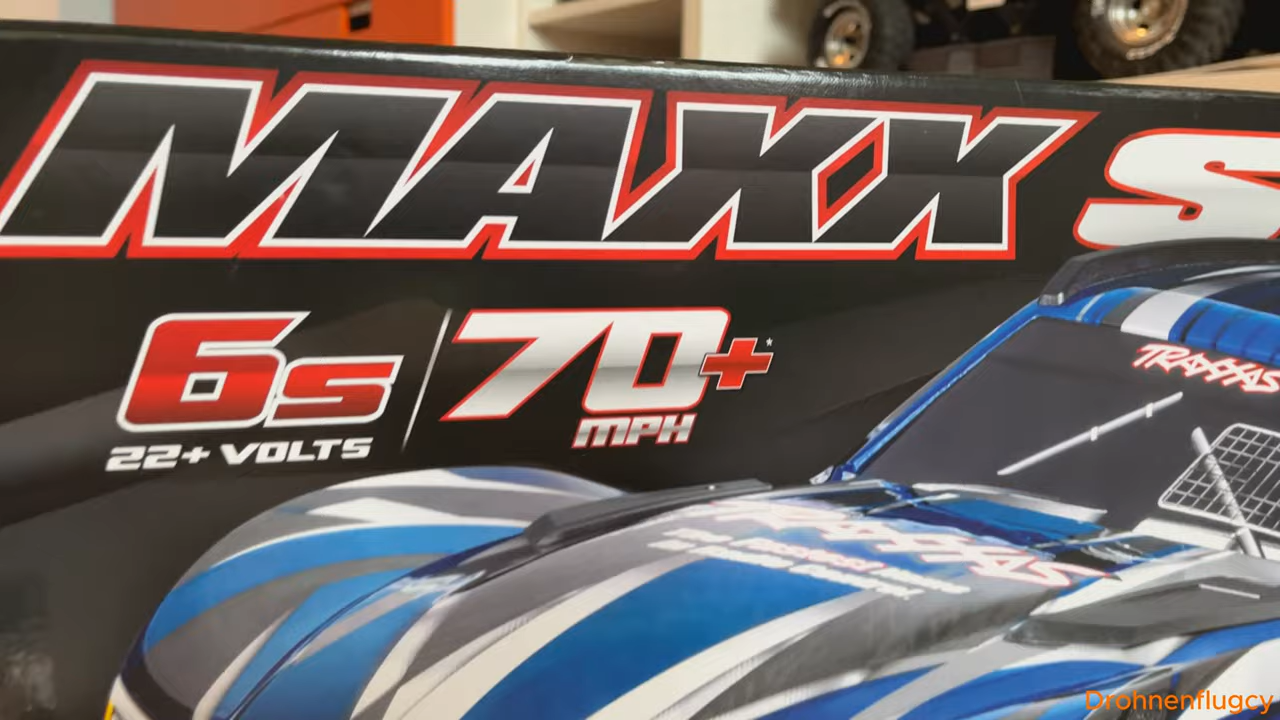 MAXX S
6s
22+ VOLTS
70+*
MPH
TRAXXAS
TRAXXAS
Drohnenflugcy